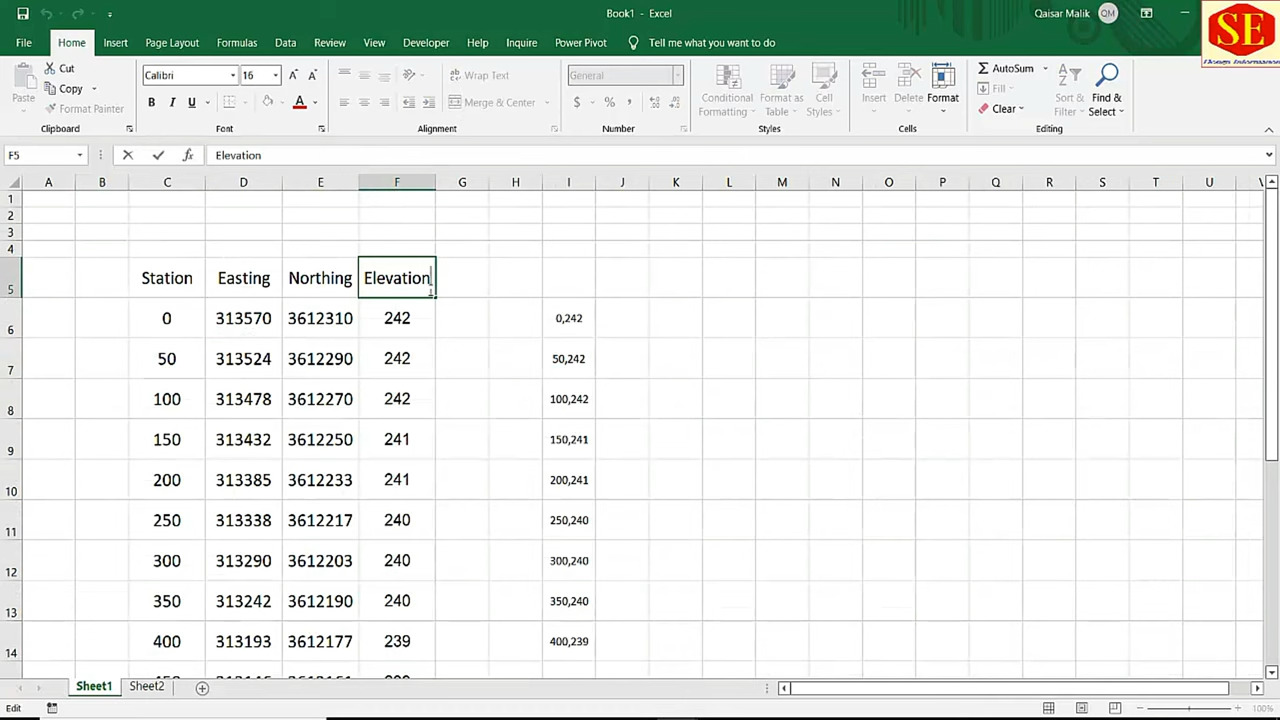 Book1 - Excel
Qaisar Malik QM
SE
File Home Insert Page Layout Formulas Data Review View Developer Help Inquire Power Pivot Tell me what you want to do
Cut
Copy
Format Painter
Paste
Clipboard
Calibri 16
B I U
Font
Wrap Text
Merge & Center
Alignment
General
$ % ,
Number
Conditional Formatting
Format as Table
Cell Styles
Styles
Insert Delete Format
Cells
AutoSum
Fill
Clear
Sort & Filter
Find & Select
Editing
F5 fx Elevation
A B C D E F G H I J K L M N O P Q R S T U
1
2
3
4
5 Station Easting Northing Elevation
6 0 313570 3612310 242 0,242
7 50 313524 3612290 242 50,242
8 100 313478 3612270 242 100,242
9 150 313432 3612250 241 150,241
10 200 313385 3612233 241 200,241
11 250 313338 3612217 240 250,240
12 300 313290 3612203 240 300,240
13 350 313242 3612190 240 350,240
14 400 313193 3612177 239 400,239
Sheet1 Sheet2
Edit
100%